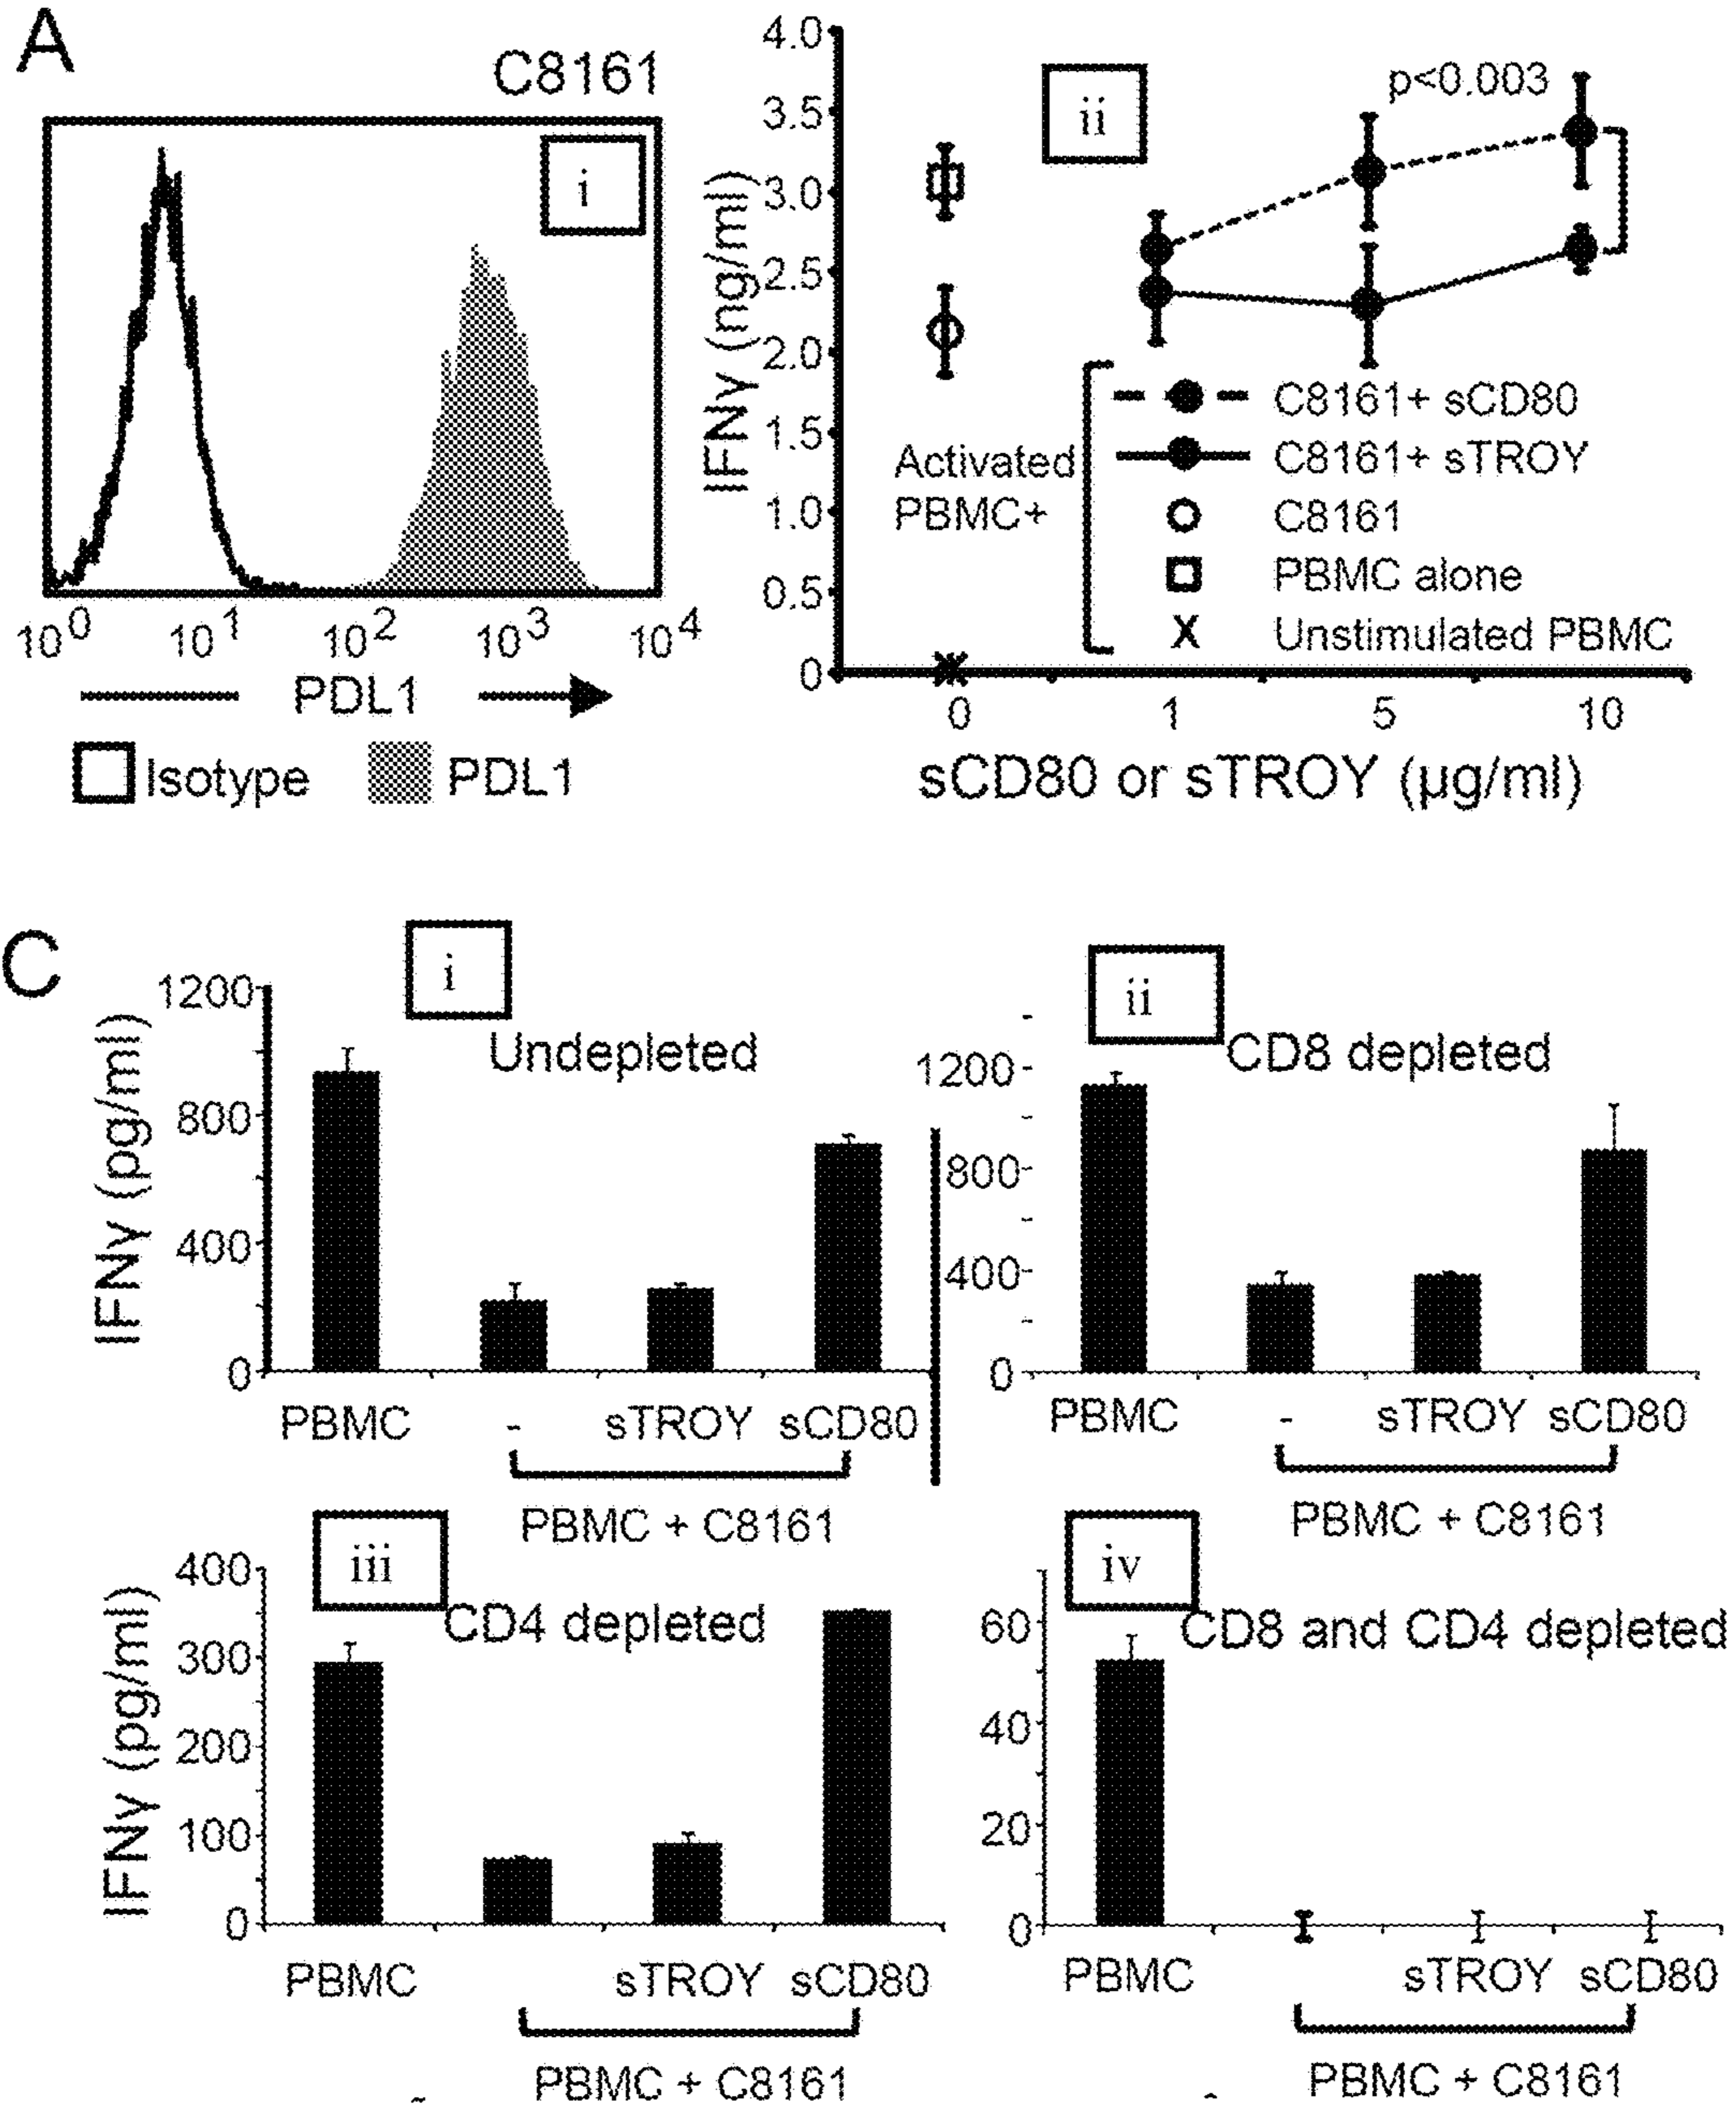 A
C8161
i
10^0 10^1 10^2 10^3 10^4
PDL1
Isotype PDL1
IFNγ (ng/ml)
4.0
3.5
3.0
2.5
2.0
1.5
1.0
0.5
0
ii
p<0.003
Activated
PBMC+
C8161+ sCD80
C8161+ sTROY
C8161
PBMC alone
X Unstimulated PBMC
0 1 5 10
sCD80 or sTROY (µg/ml)
C
i
Undepleted
IFNγ (pg/ml)
1200
800
400
0
PBMC - sTROY sCD80
PBMC + C8161
ii
CD8 depleted
1200
800
400
0
PBMC - sTROY sCD80
PBMC + C8161
iii
CD4 depleted
IFNγ (pg/ml)
400
300
200
100
0
PBMC sTROY sCD80
PBMC + C8161
-
iv
CD8 and CD4 depleted
60
40
20
0
PBMC sTROY sCD80
PBMC + C8161
-